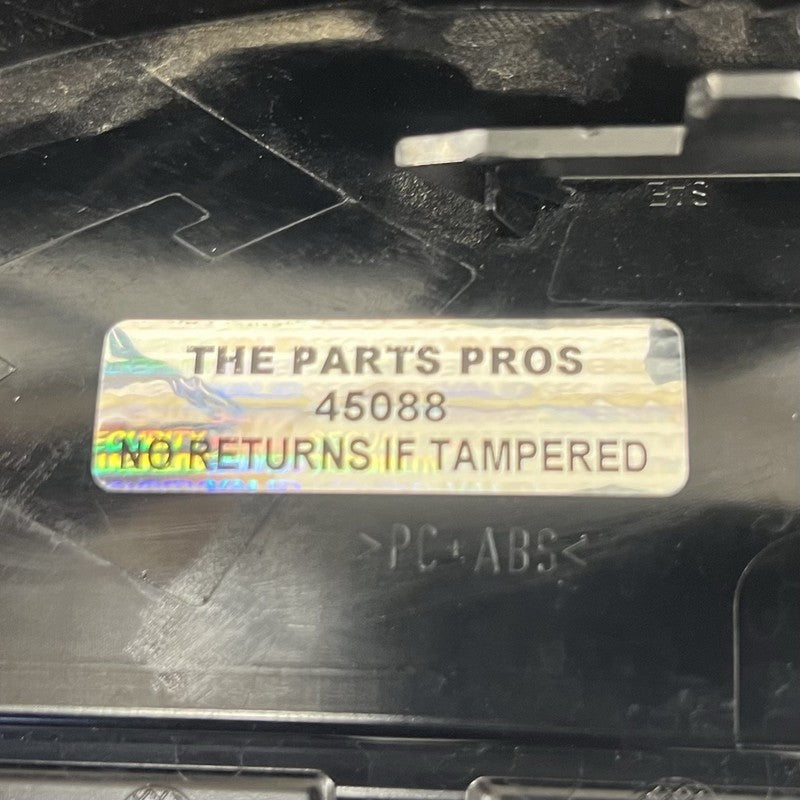 THE PARTS PROS
45088
NO RETURNS IF TAMPERED
>PC+ABS<